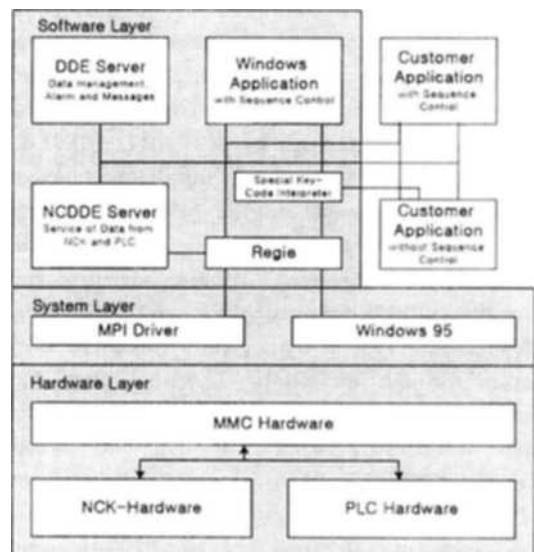 Software Layer
DDE Server
Data management,
Alarm and Messages
Windows
Application
with Sequence Control
Customer
Application
with Sequence
Control
Special Key-
Code Interpreter
NCDDE Server
Service of Data from
NCK and PLC
Regie
Customer
Application
without Sequence
Control
System Layer
MPI Driver
Windows 95
Hardware Layer
MMC Hardware
NCK-Hardware
PLC Hardware